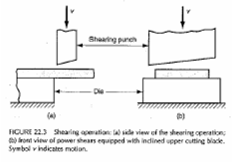 v
v
Shearing punch
Die
(a)
(b)
FIGURE 22.3 Shearing operation: (a) side view of the shearing operation;
(b) front view of power shears equipped with inclined upper cutting blade.
Symbol v indicates motion.